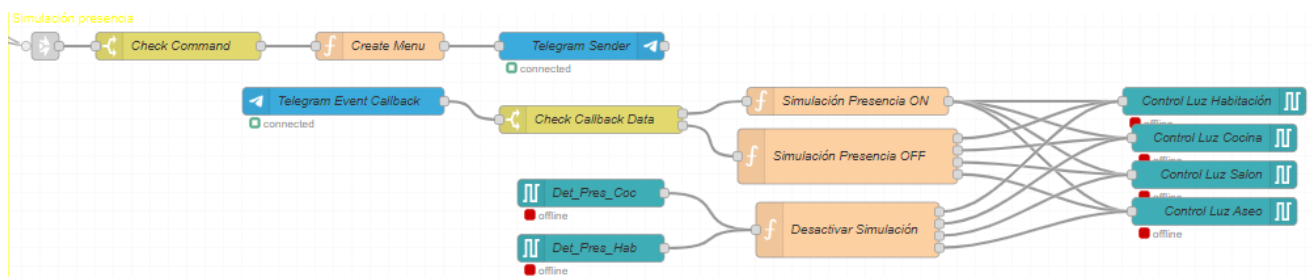 Simulación presencia
Check Command
Create Menu
Telegram Sender
connected
Telegram Event Callback
connected
Check Callback Data
Simulación Presencia ON
Simulación Presencia OFF
Control Luz Habitación
offline
Control Luz Cocina
offline
Control Luz Salon
offline
Control Luz Aseo
offline
Det_Pres_Coc
offline
Det_Pres_Hab
offline
Desactivar Simulación